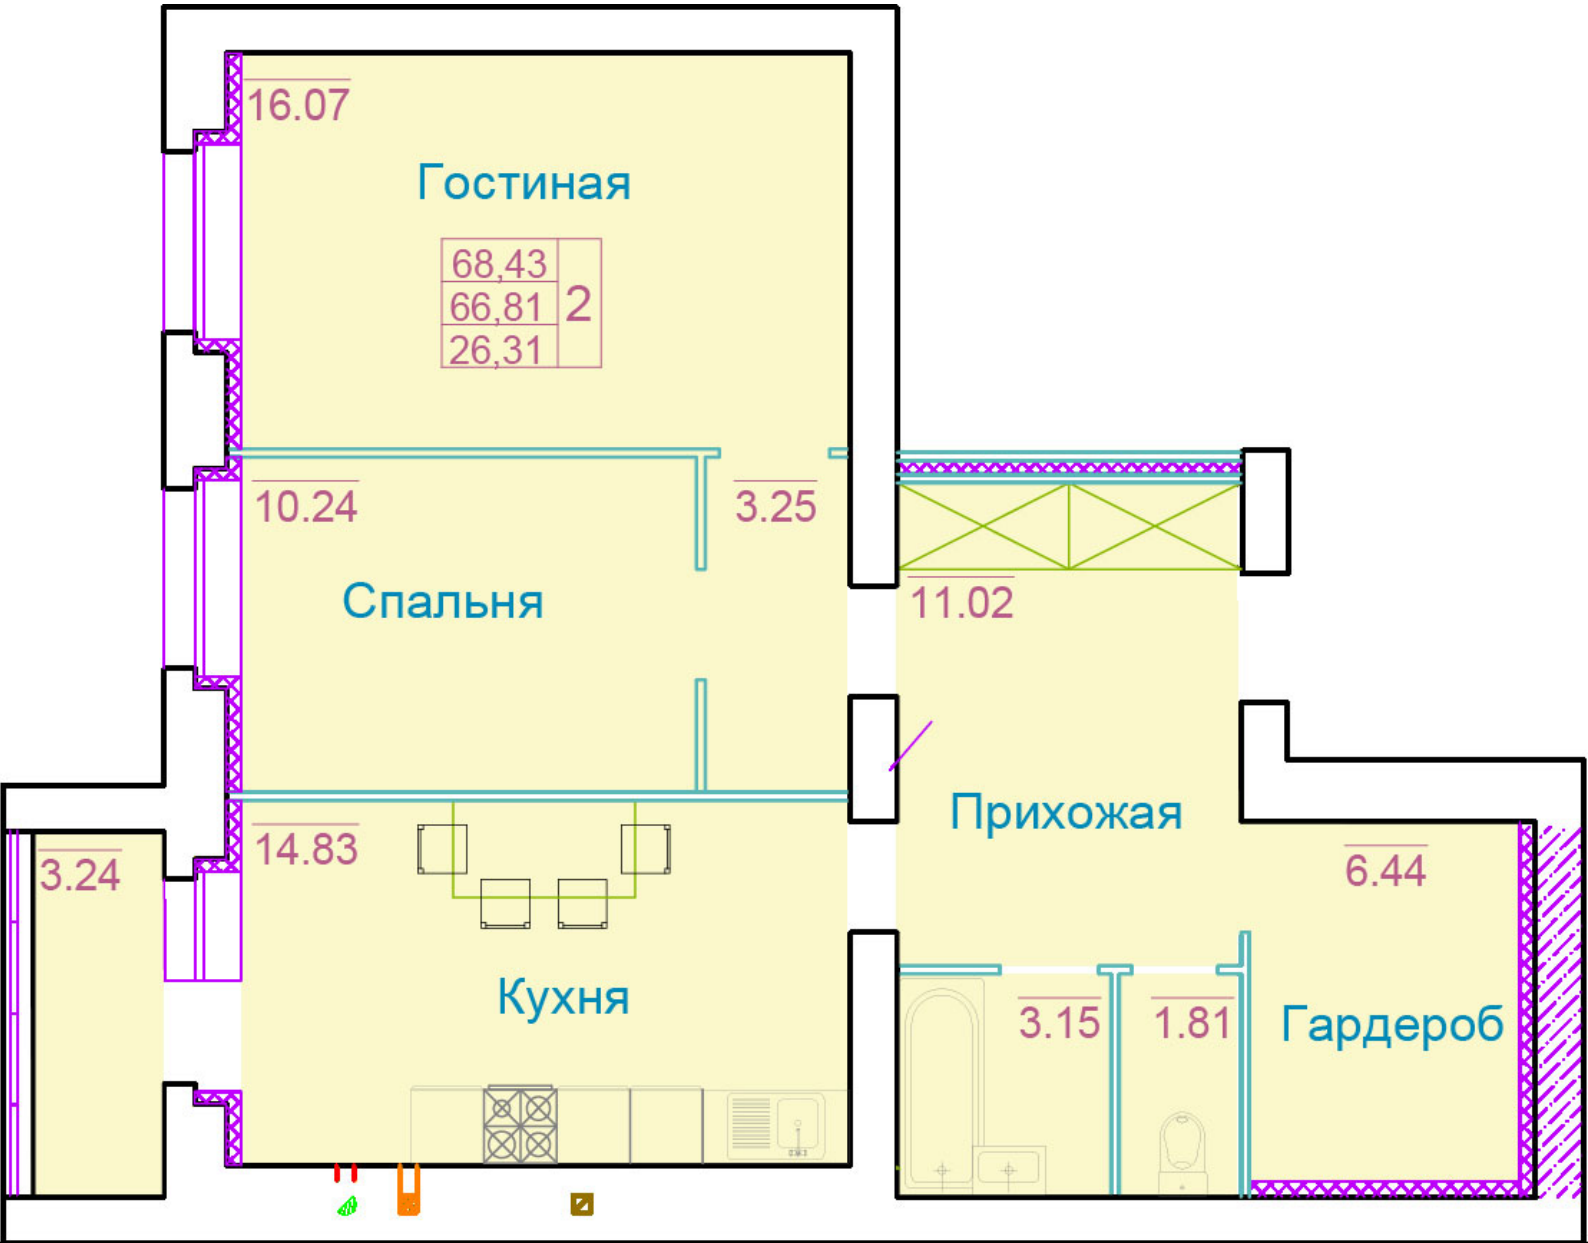 16.07
Гостиная
68,43
66,81
26,31
2
10.24
3.25
Спальня
11.02
Прихожая
14.83
3.24
6.44
Кухня
3.15
1.81
Гардероб